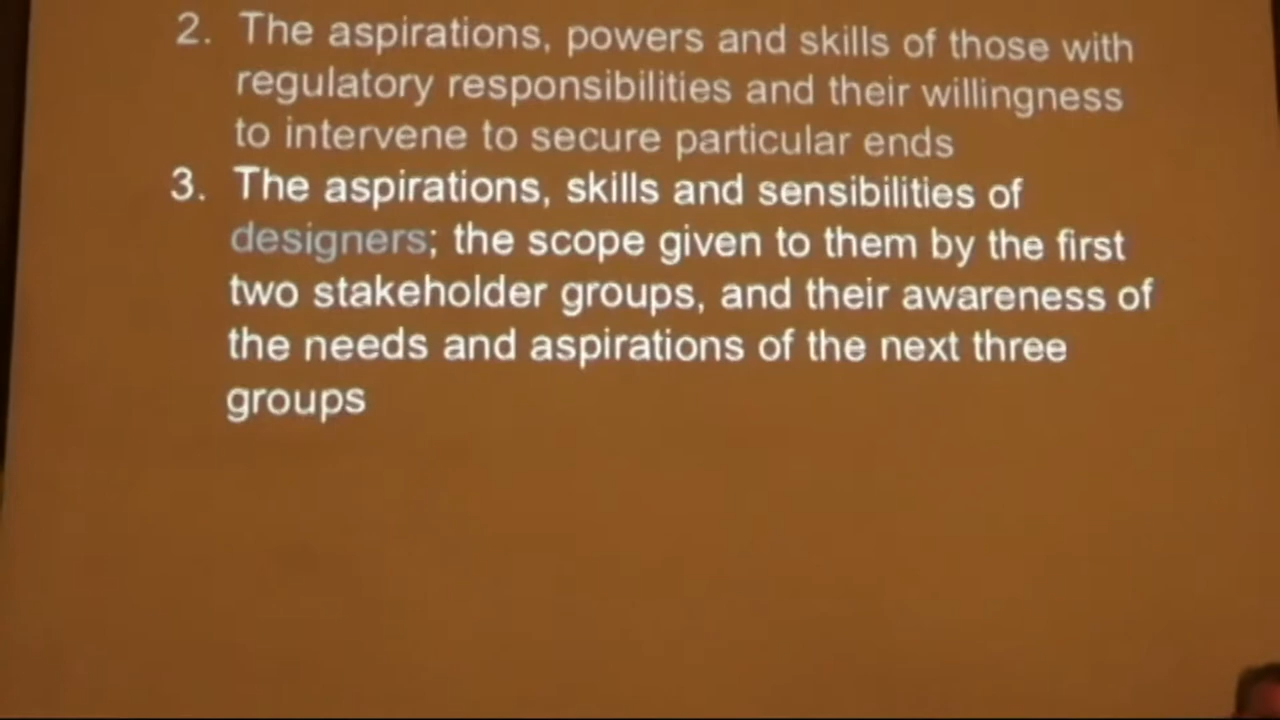 2. The aspirations, powers and skills of those with
regulatory responsibilities and their willingness
to intervene to secure particular ends
3. The aspirations, skills and sensibilities of
designers; the scope given to them by the first
two stakeholder groups, and their awareness of
the needs and aspirations of the next three
groups